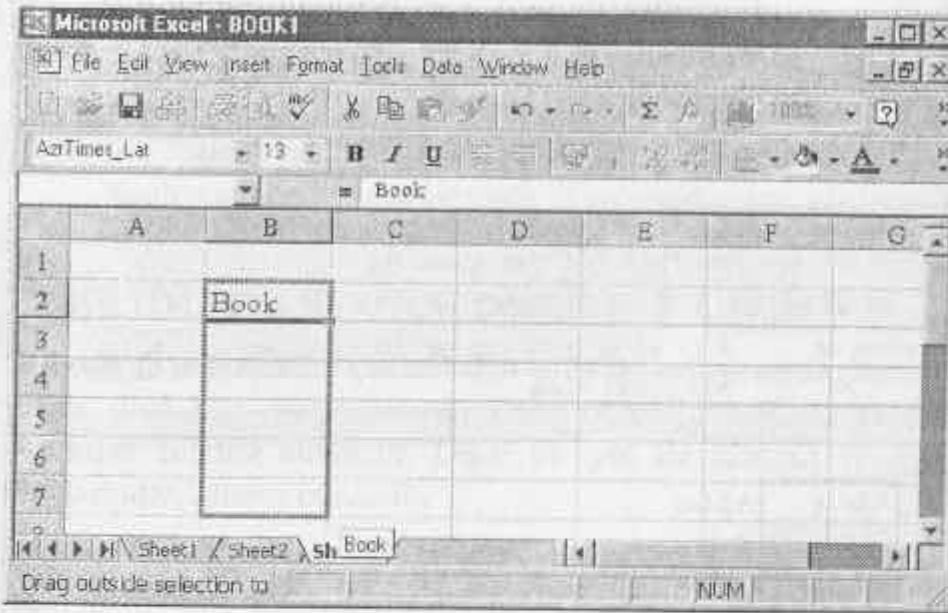 Microsoft Excel - BOOK1
File Edit View Insert Format Tools Data Window Help
Σ 100% ?
AzrTimes_Lat 13 B I U A
= Book
A B C D E F G
1
2 Book
3
4
5
6
7
Sheet1 Sheet2 Sh Book
Drag outside selection to NUM